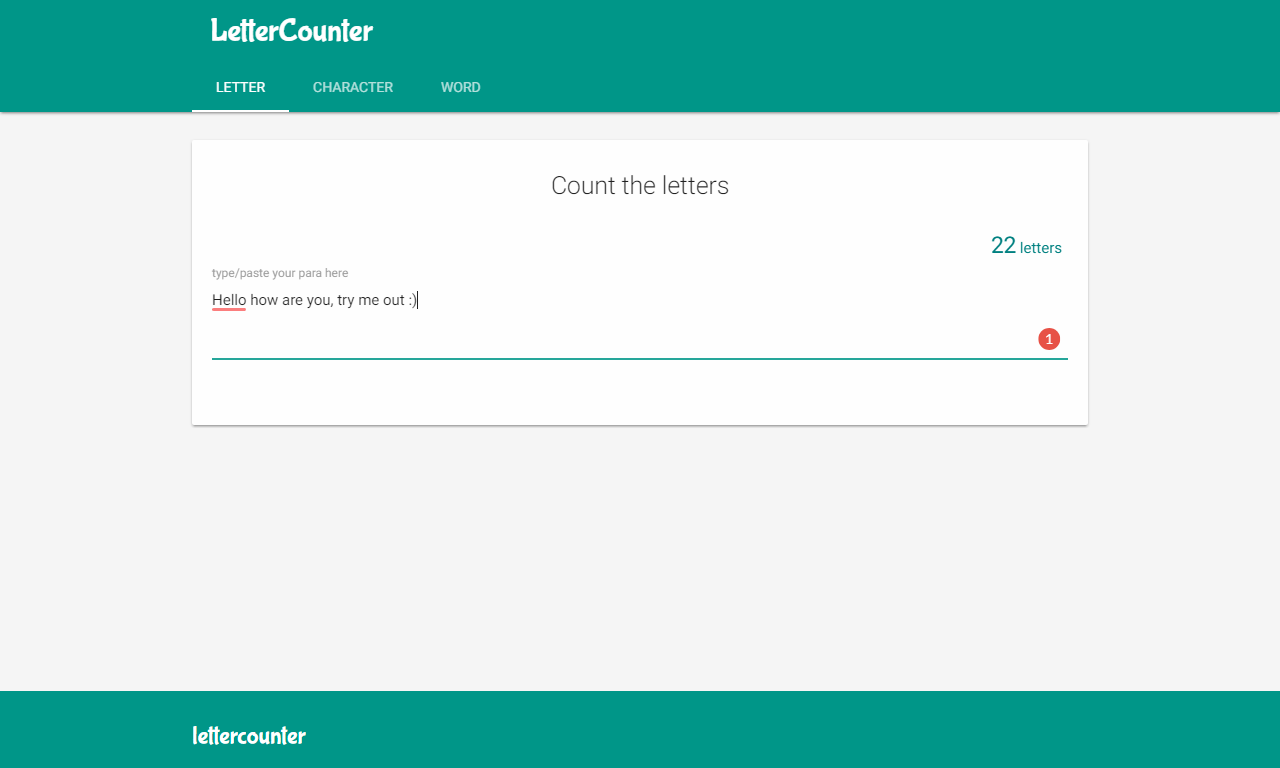 LetterCounter
LETTER CHARACTER WORD
Count the letters
22 letters
type/paste your para here
Hello how are you, try me out :)
1
lettercounter